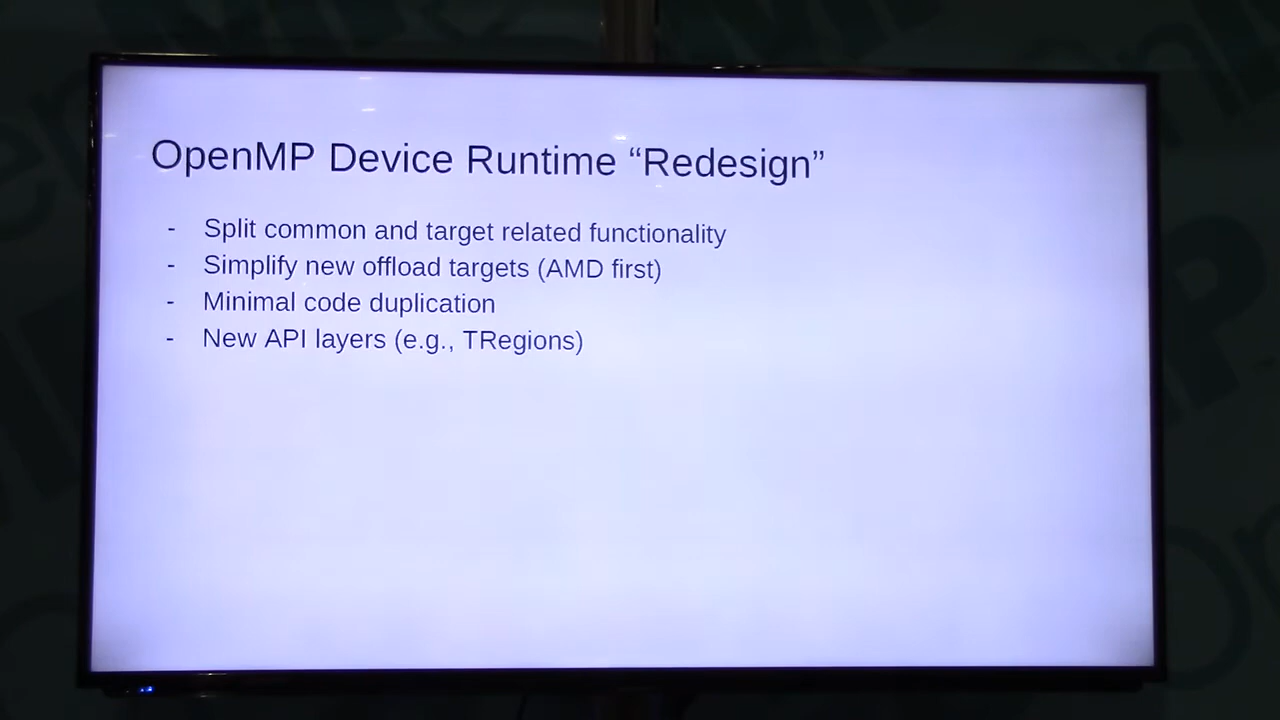 OpenMP Device Runtime “Redesign”
- Split common and target related functionality
- Simplify new offload targets (AMD first)
- Minimal code duplication
- New API layers (e.g., TRegions)